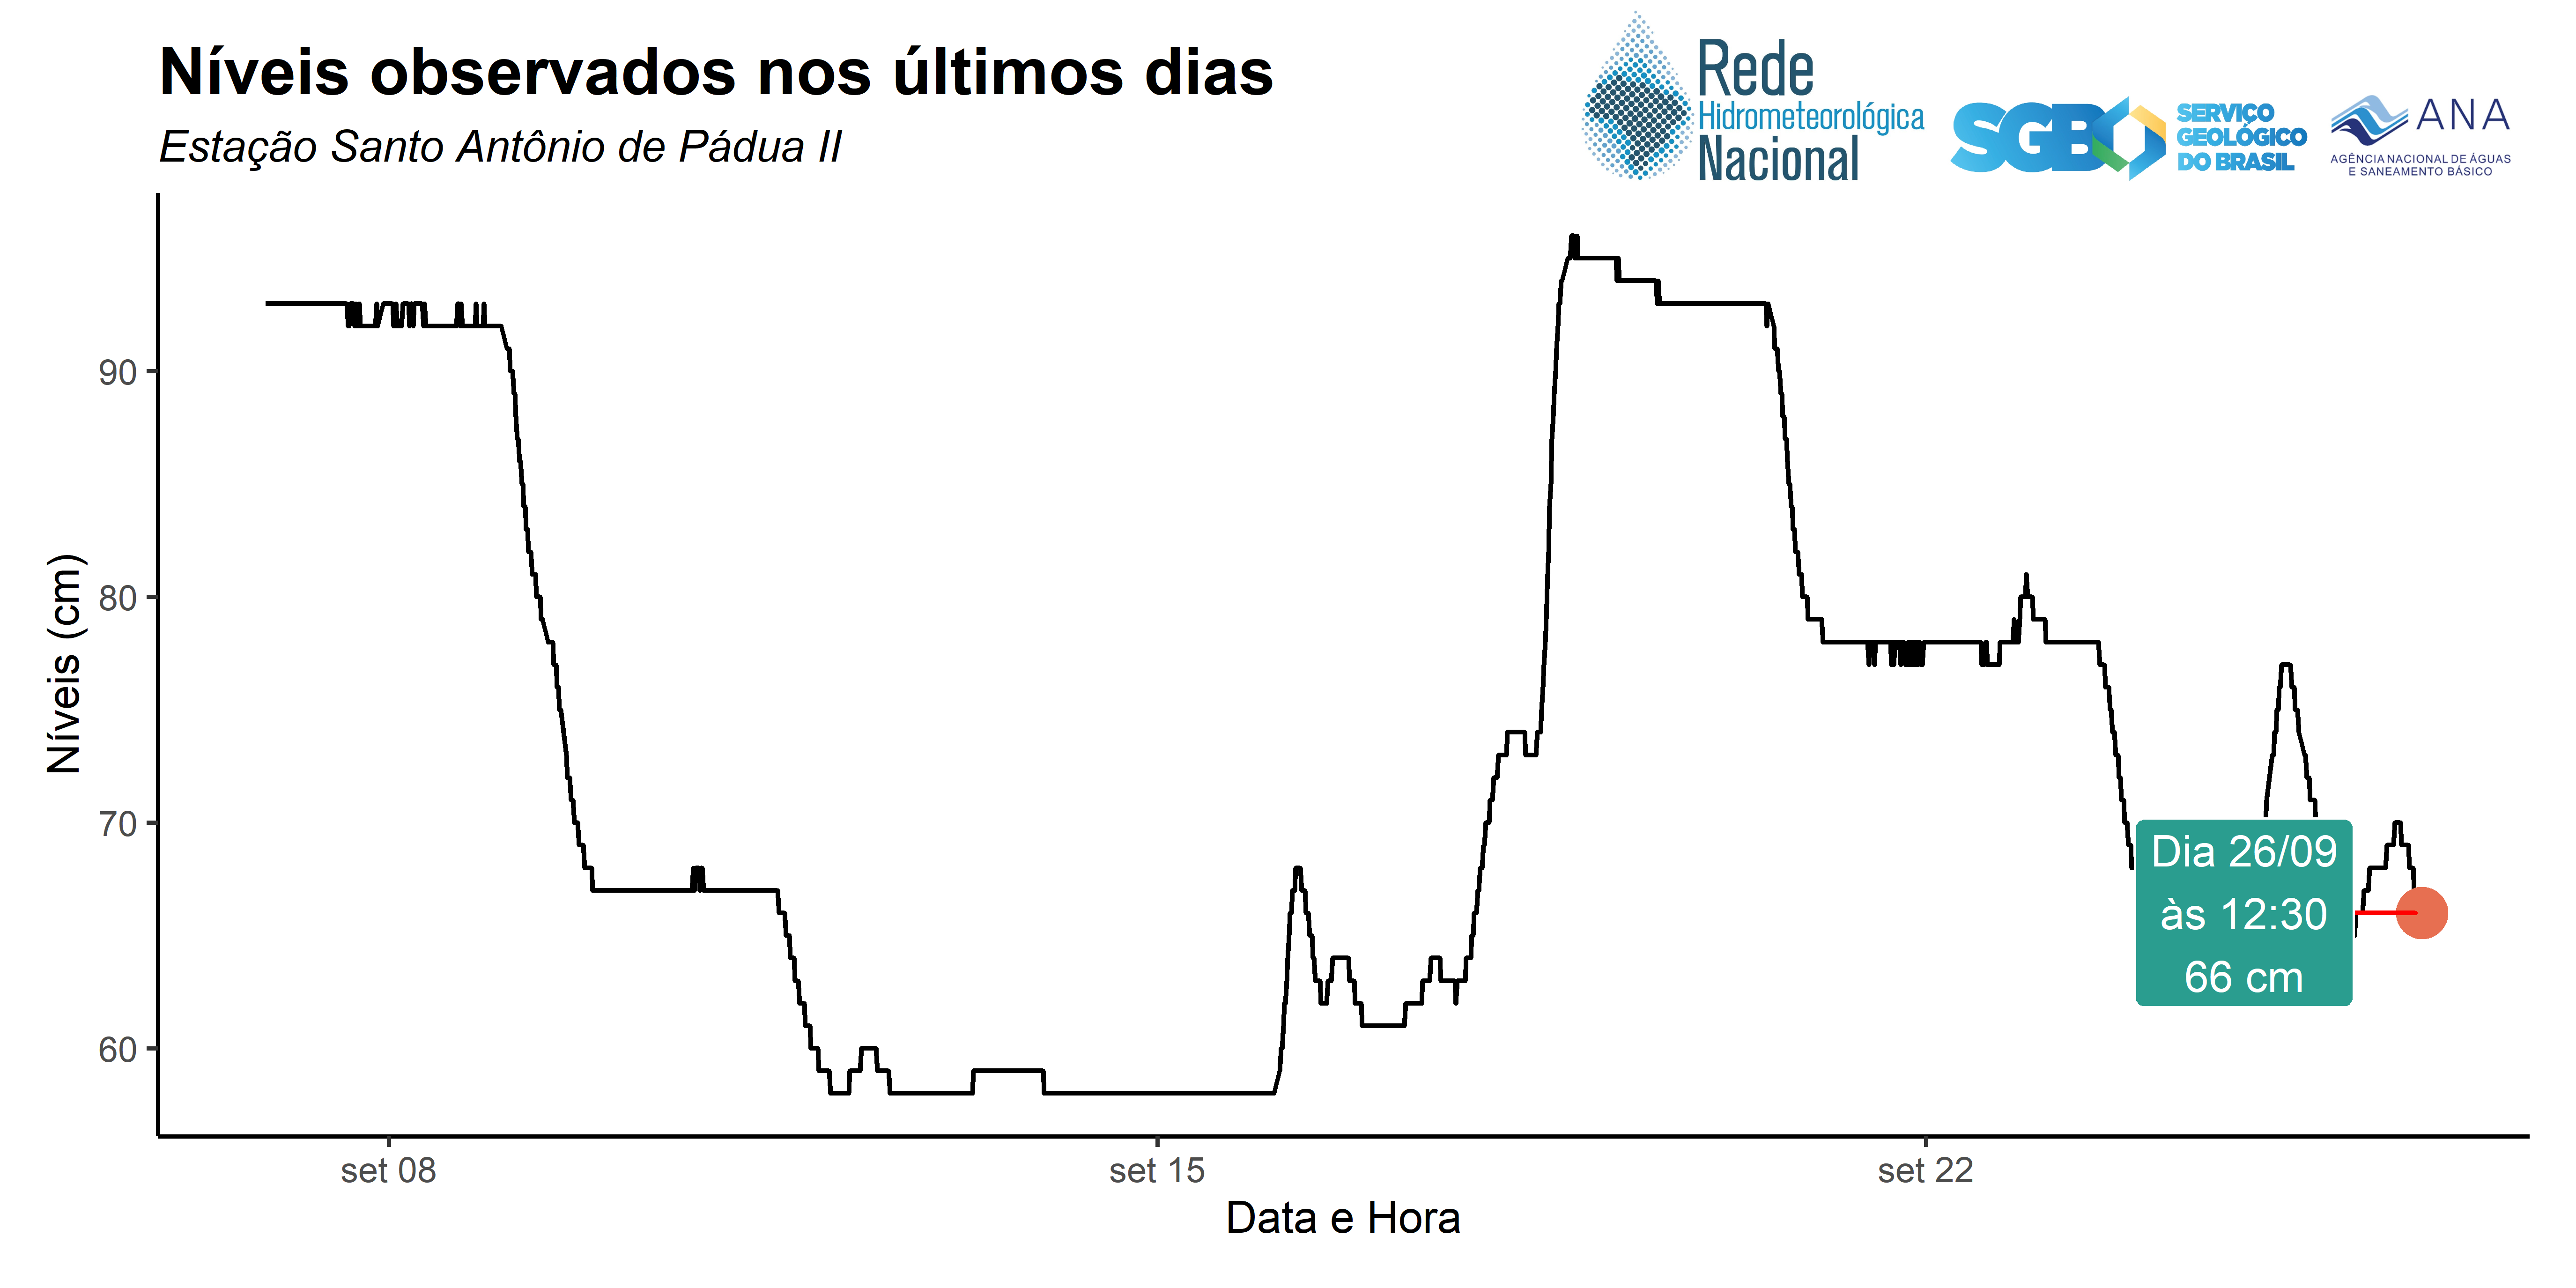 Níveis observados nos últimos dias
Estação Santo Antônio de Pádua II
Rede
Hidrometeorológica
Nacional
SGB
SERVIÇO
GEOLÓGICO
DO BRASIL
ANA
AGÊNCIA NACIONAL DE ÁGUAS
E SANEAMENTO BÁSICO
Níveis (cm)
90
80
70
60
Dia 26/09
às 12:30
66 cm
set 08
set 15
set 22
Data e Hora